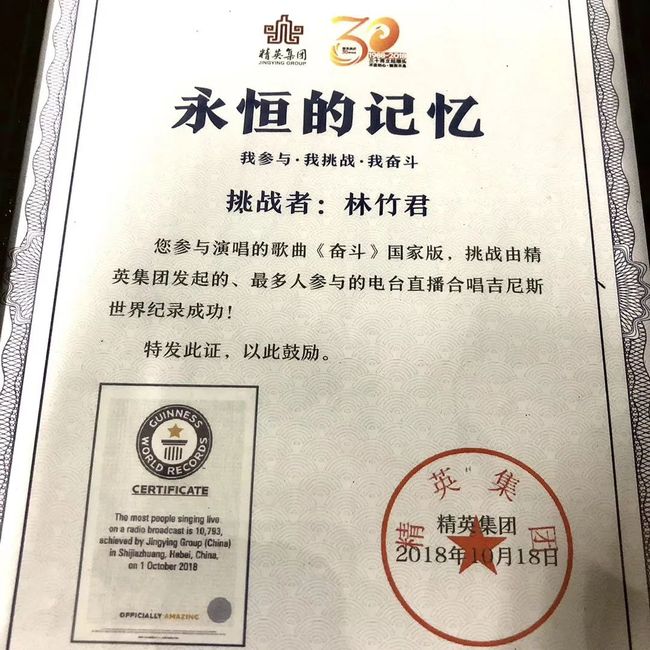 精英集团
JINGYING GROUP
30
1988-2018
永恒的记忆
我参与·我挑战·我奋斗
挑战者：林竹君
您参与演唱的歌曲《奋斗》国家版，挑战由精
英集团发起的、最多人参与的电台直播合唱吉尼斯
世界纪录成功！
特发此证，以此鼓励。
GUINNESS
WORLD RECORDS
CERTIFICATE
The most people singing live
on a radio broadcast is 10,793,
achieved by Jingying Group (China)
in Shijiazhuang, Hebei, China,
on 1 October 2018
OFFICIALLY AMAZING
精英集团
精英集团
2018年10月18日